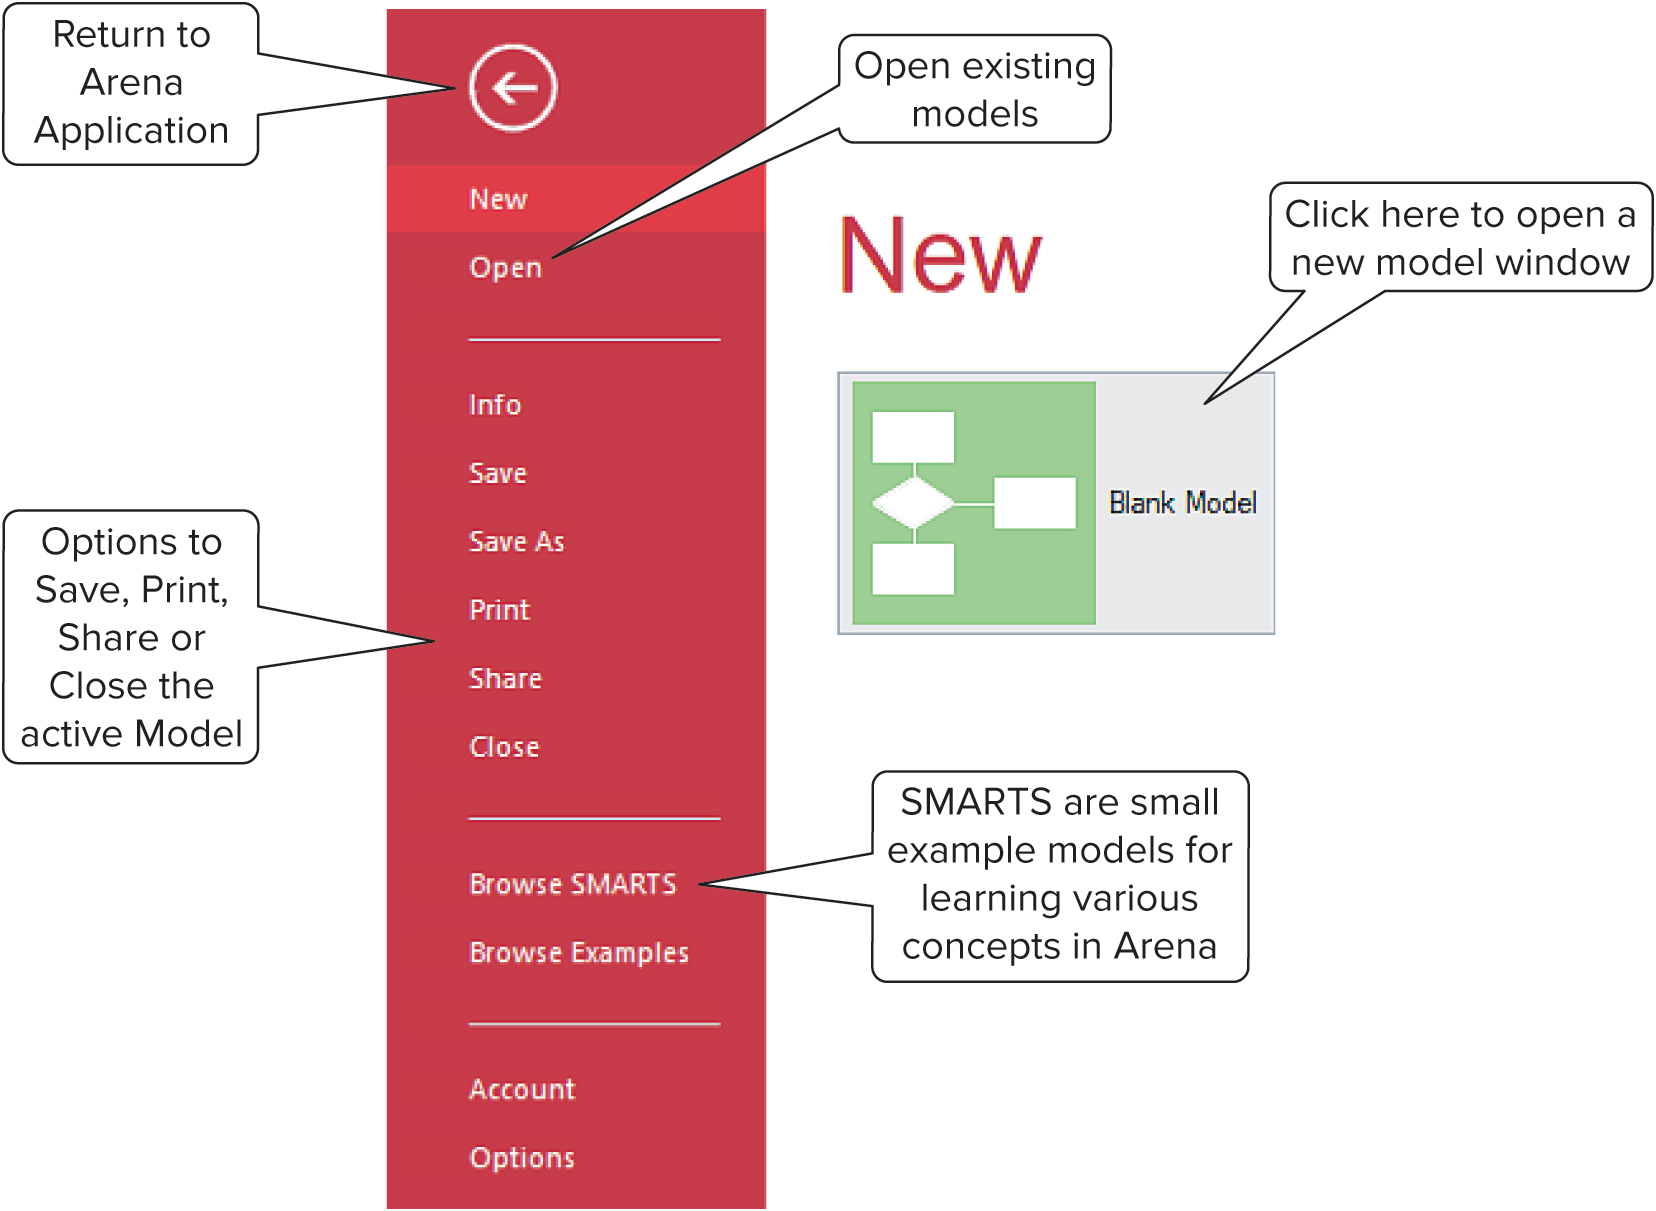 Return to
Arena
Application
Open existing
models
Click here to open a
new model window
New
Open
Info
Save
Save As
Print
Share
Close
Browse SMARTS
Browse Examples
Account
Options
New
Blank Model
Options to
Save, Print,
Share or
Close the
active Model
SMARTS are small
example models for
learning various
concepts in Arena